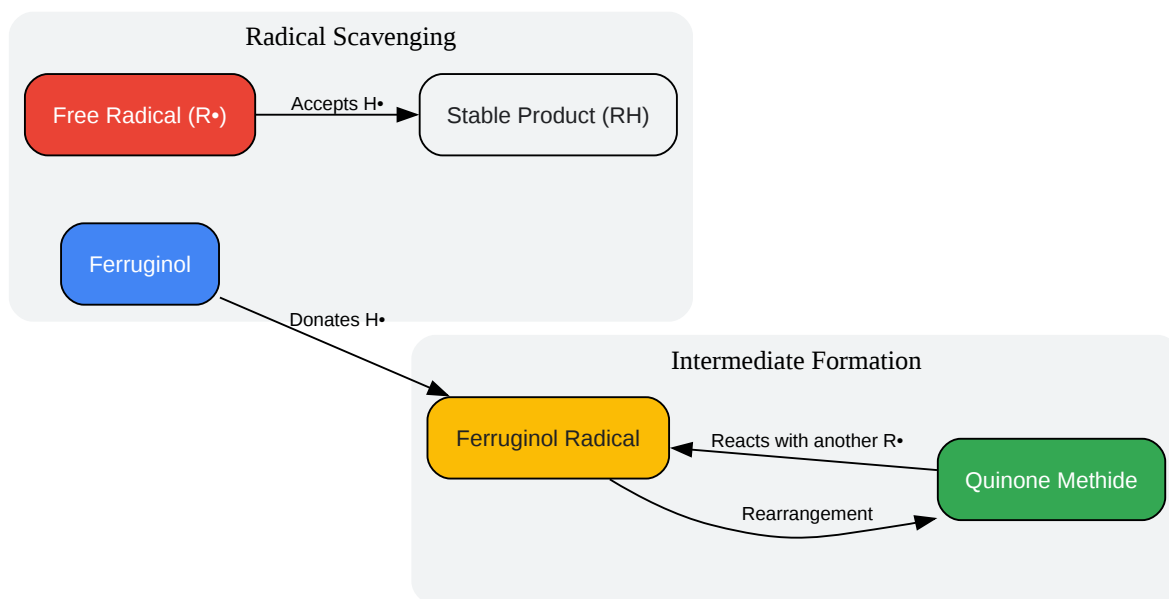 Radical Scavenging
Free Radical (R•)
Accepts H•
Stable Product (RH)
Ferruginol
Donates H•
Intermediate Formation
Ferruginol Radical
Reacts with another R•
Quinone Methide
Rearrangement